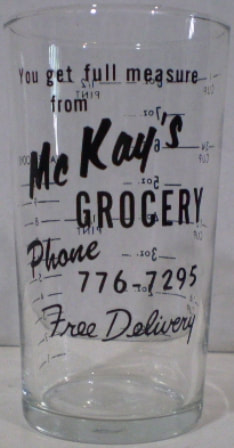 You get full measure
from
McKay's
GROCERY
Phone
776-7295
Free Delivery